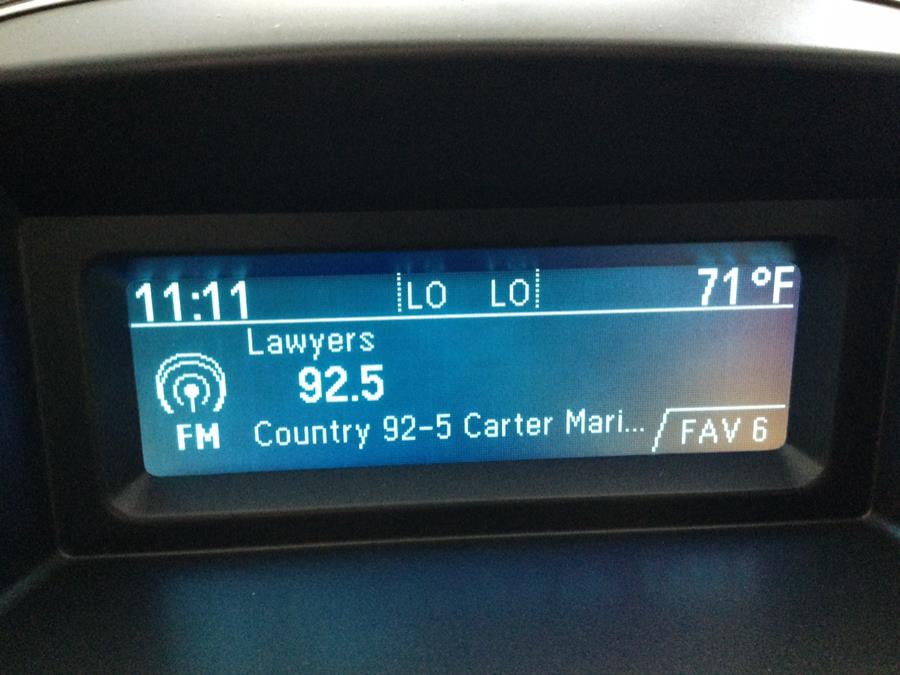 11:11 LO LO 71°F
Lawyers
92.5
FM Country 92-5 Carter Mari... FAV 6